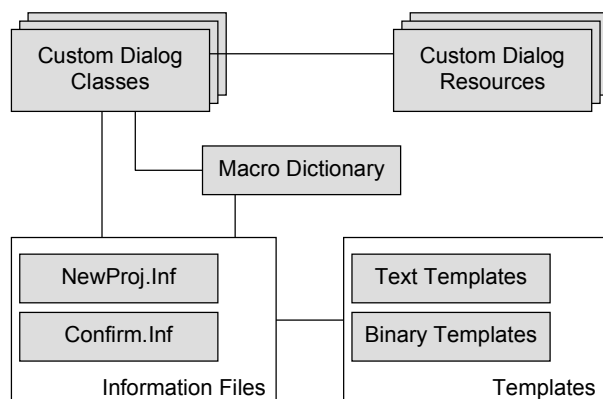 Custom Dialog
Classes
Custom Dialog
Resources
Macro Dictionary
NewProj.Inf
Confirm.Inf
Information Files
Text Templates
Binary Templates
Templates